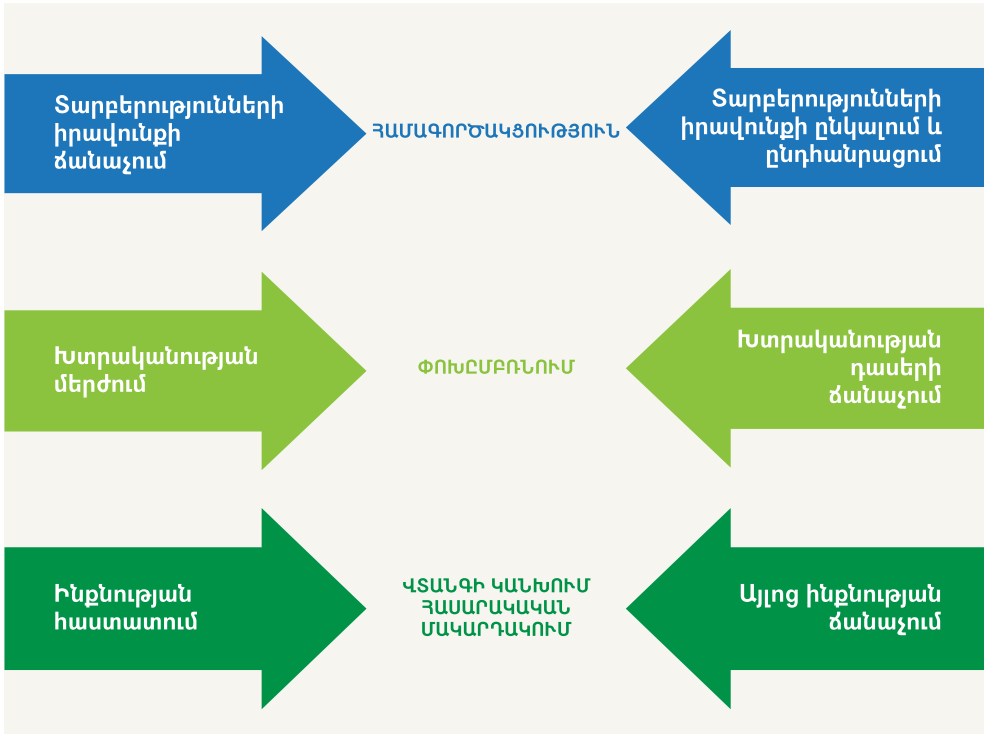 Տարբերությունների
իրավունքի
ճանաչում
ՀԱՄԱԳՈՐԾԱԿՑՈՒԹՅՈՒՆ
Տարբերությունների
իրավունքի ընկալում և
ընդհանրացում
Խտրականության
մերժում
ՓՈԽԸՄԲՌՆՈՒՄ
Խտրականության
դասերի
ճանաչում
Ինքնության
հաստատում
ՎՏԱՆԳԻ ԿԱՆԽՈՒՄ
ՀԱՍԱՐԱԿԱԿԱՆ
ՄԱԿԱՐԴԱԿՈՒՄ
Այլոց ինքնության
ճանաչում